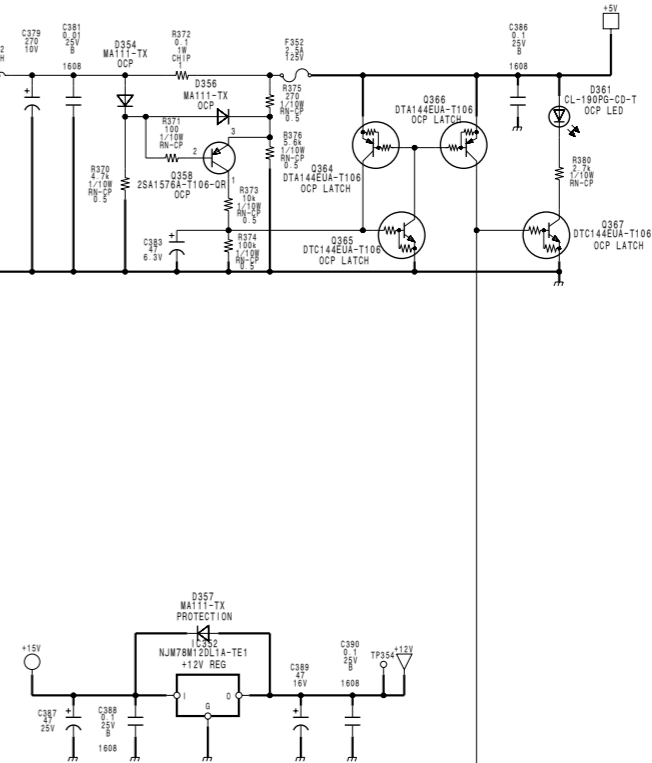 2
H
C379
270
10V
C381
0.01
25V
B
1608
D354
MA111-TX
OCP
R372
0.1
1W
CHIP
1
D356
MA111-TX
OCP
F352
2.5A
125V
R375
270
1/10W
RN-CP
0.5
R376
5.6k
1/10W
RN-CP
0.5
R371
100
1/10W
RN-CP
3
2
1
Q358
2SA1576A-T106-QR
OCP
R370
4.7k
1/10W
RN-CP
0.5
R373
10k
1/10W
RN-CP
0.5
R374
100k
1/10W
RN-CP
0.5
C383
47
6.3V
+
+
Q366
DTA144EUA-T106
OCP LATCH
Q364
DTA144EUA-T106
OCP LATCH
Q365
DTC144EUA-T106
OCP LATCH
C386
0.1
25V
B
1608
+5V
D361
CL-190PG-CD-T
OCP LED
R380
2.7k
1/10W
RN-CP
Q367
DTC144EUA-T106
OCP LATCH
D357
MA111-TX
PROTECTION
IC352
NJM78M12DL1A-TE1
+12V REG
I
O
G
+15V
C387
47
25V
+
C388
0.1
25V
B
1608
C389
47
16V
+
C390
0.1
25V
B
1608
TP354
+12V